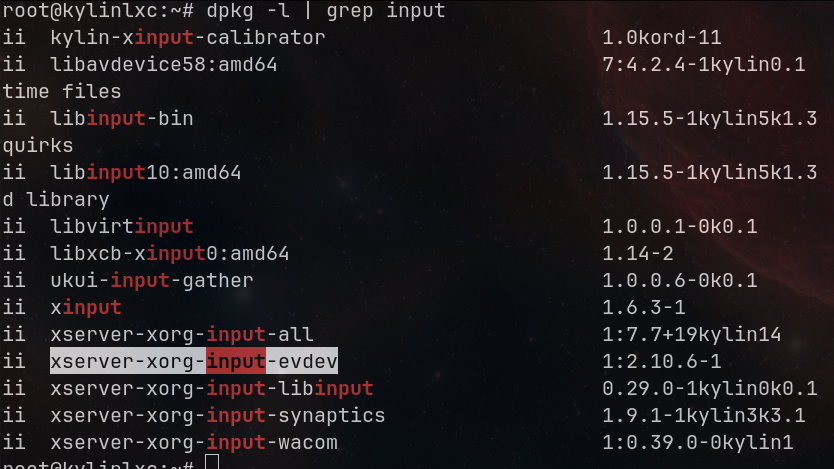 root@kylinlxc:~# dpkg -l | grep input
ii  kylin-xinput-calibrator                       1.0kord-11
ii  libavdevice58:amd64                           7:4.2.4-1kylin0.1
time files
ii  libinput-bin                                  1.15.5-1kylin5k1.3
quirks
ii  libinput10:amd64                              1.15.5-1kylin5k1.3
d library
ii  libvirtinput                                  1.0.0.1-0k0.1
ii  libxcb-xinput0:amd64                          1.14-2
ii  ukui-input-gather                             1.0.0.6-0k0.1
ii  xinput                                        1.6.3-1
ii  xserver-xorg-input-all                        1:7.7+19kylin14
ii  xserver-xorg-input-evdev                      1:2.10.6-1
ii  xserver-xorg-input-libinput                   0.29.0-1kylin0k0.1
ii  xserver-xorg-input-synaptics                  1.9.1-1kylin3k3.1
ii  xserver-xorg-input-wacom                      1:0.39.0-0kylin1
root@kylinlxc:~#